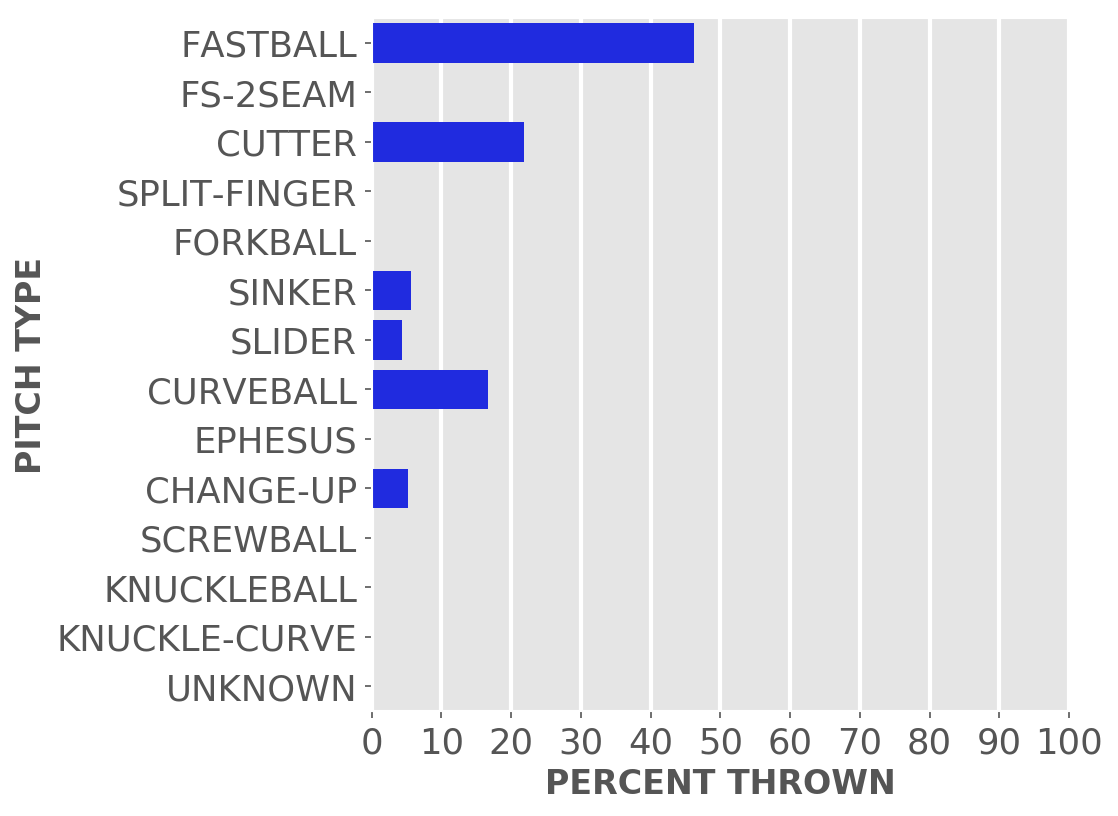 FASTBALL
FS-2SEAM
CUTTER
SPLIT-FINGER
FORKBALL
SINKER
SLIDER
CURVEBALL
EPHESUS
CHANGE-UP
SCREWBALL
KNUCKLEBALL
KNUCKLE-CURVE
UNKNOWN
PITCH TYPE
0 10 20 30 40 50 60 70 80 90 100
PERCENT THROWN